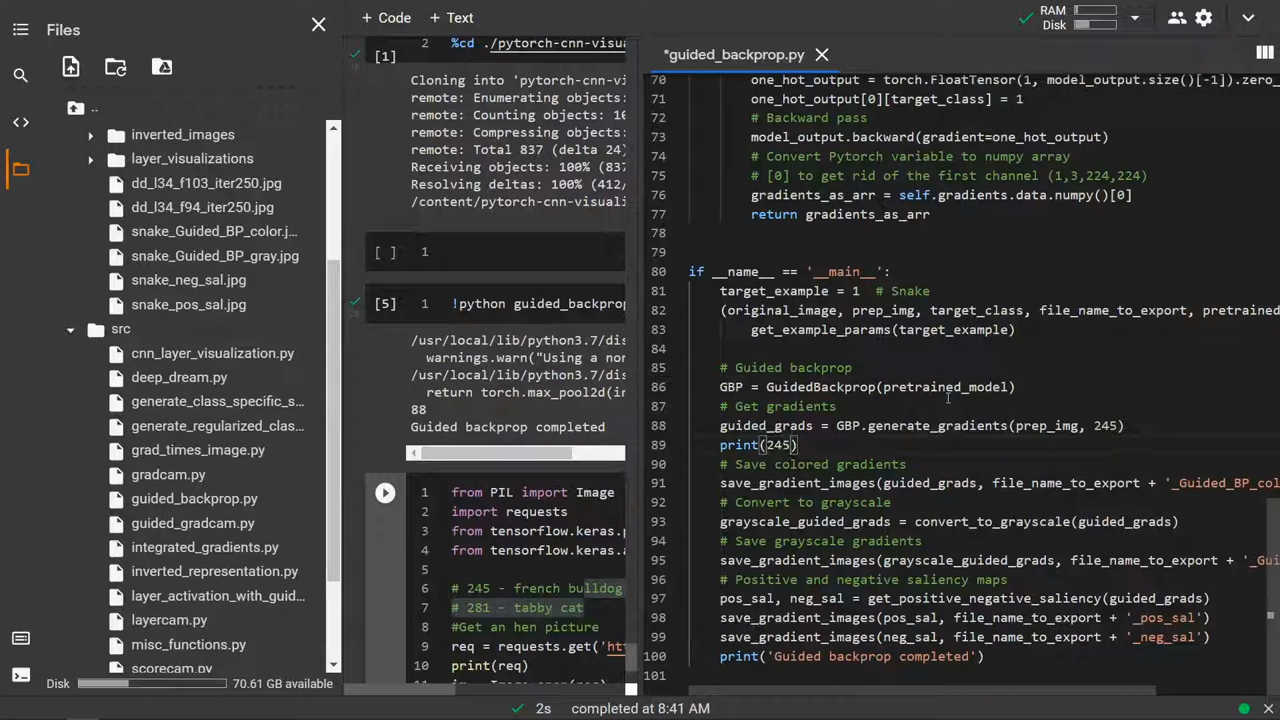 Files
..
inverted_images
layer_visualizations
dd_l34_f103_iter250.jpg
dd_l34_f94_iter250.jpg
snake_Guided_BP_color.j...
snake_Guided_BP_gray.jpg
snake_neg_sal.jpg
snake_pos_sal.jpg
src
cnn_layer_visualization.py
deep_dream.py
generate_class_specific_s...
generate_regularized_clas...
grad_times_image.py
gradcam.py
guided_backprop.py
guided_gradcam.py
integrated_gradients.py
inverted_representation.py
layer_activation_with_guid...
layercam.py
misc_functions.py
scorecam.py
Disk 70.61 GB available
+ Code + Text
[1] 2 %cd ./pytorch-cnn-visua
Cloning into 'pytorch-cnn-vi
remote: Enumerating objects:
remote: Counting objects: 10
remote: Compressing objects:
remote: Total 837 (delta 24)
Receiving objects: 100% (837
Resolving deltas: 100% (412/
/content/pytorch-cnn-visuali
[ ] 1
[5] 1 !python guided_backprop
2s
/usr/local/lib/python3.7/dis
warnings.warn("Using a non
/usr/local/lib/python3.7/dis
return torch.max_pool2d(in
88
Guided backprop completed
1 from PIL import Image
2 import requests
3 from tensorflow.keras.p
4 from tensorflow.keras.a
5
6 # 245 - french bulldog
7 # 281 - tabby cat
8 #Get an hen picture
9 req = requests.get('ht
10 print(req)
RAM
Disk
*guided_backprop.py
70 one_hot_output = torch.FloatTensor(1, model_output.size()[-1]).zero_
71 one_hot_output[0][target_class] = 1
72 # Backward pass
73 model_output.backward(gradient=one_hot_output)
74 # Convert Pytorch variable to numpy array
75 # [0] to get rid of the first channel (1,3,224,224)
76 gradients_as_arr = self.gradients.data.numpy()[0]
77 return gradients_as_arr
78
79
80 if __name__ == '__main__':
81 target_example = 1 # Snake
82 (original_image, prep_img, target_class, file_name_to_export, pretrained
83 get_example_params(target_example)
84
85 # Guided backprop
86 GBP = GuidedBackprop(pretrained_model)
87 # Get gradients
88 guided_grads = GBP.generate_gradients(prep_img, 245)
89 print(245)
90 # Save colored gradients
91 save_gradient_images(guided_grads, file_name_to_export + '_Guided_BP_col
92 # Convert to grayscale
93 grayscale_guided_grads = convert_to_grayscale(guided_grads)
94 # Save grayscale gradients
95 save_gradient_images(grayscale_guided_grads, file_name_to_export + '_Gui
96 # Positive and negative saliency maps
97 pos_sal, neg_sal = get_positive_negative_saliency(guided_grads)
98 save_gradient_images(pos_sal, file_name_to_export + '_pos_sal')
99 save_gradient_images(neg_sal, file_name_to_export + '_neg_sal')
100 print('Guided backprop completed')
101
2s completed at 8:41 AM